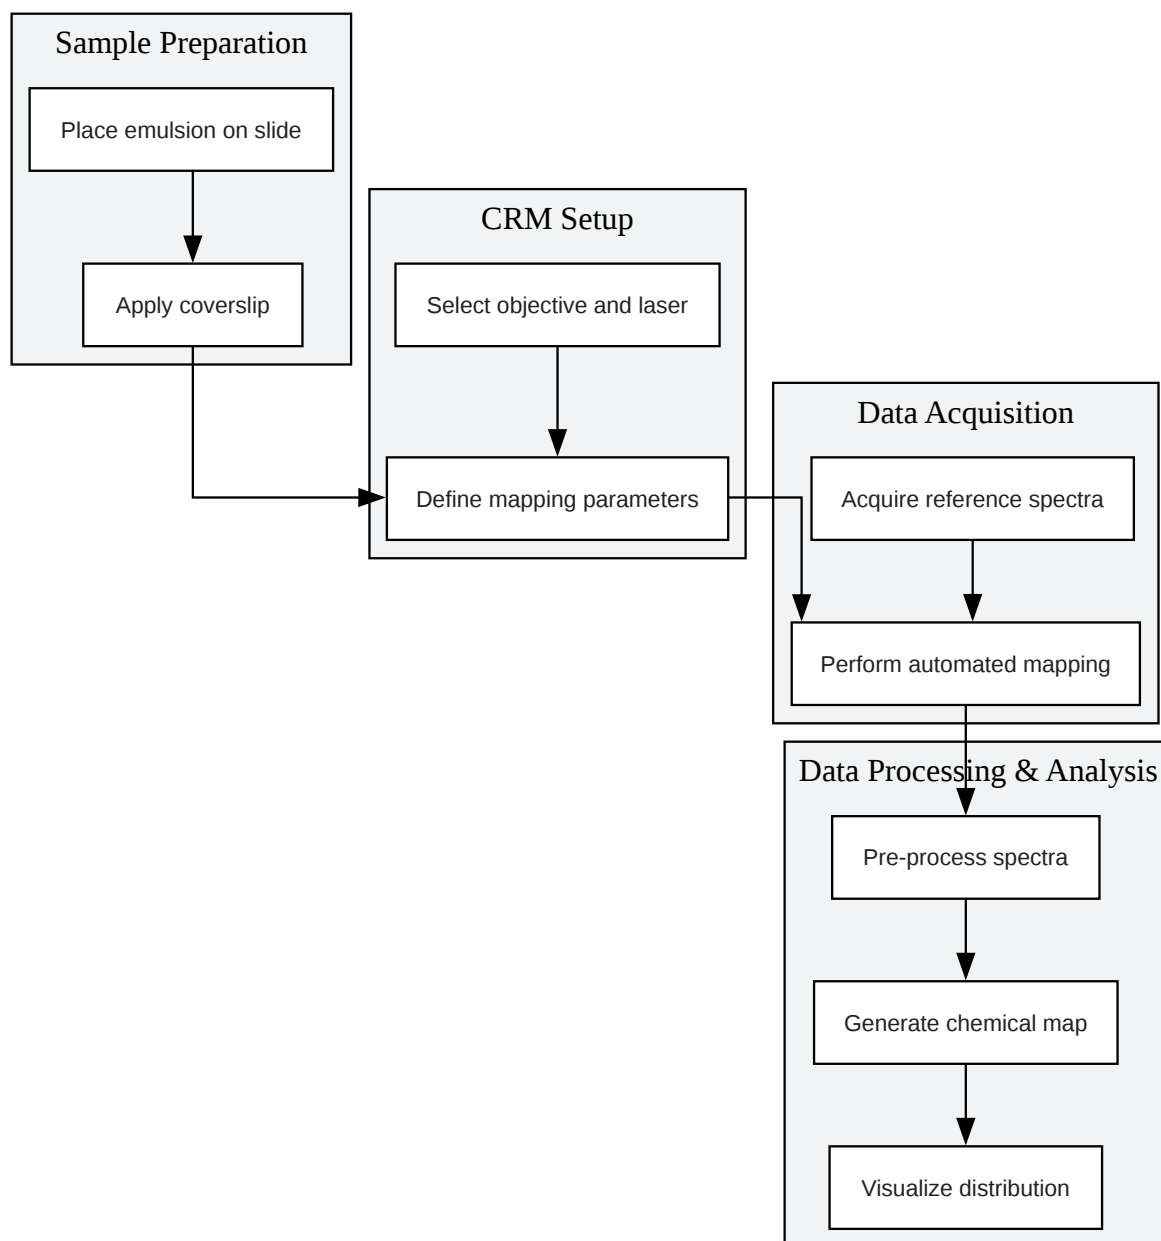 Sample Preparation
Place emulsion on slide
Apply coverslip
CRM Setup
Select objective and laser
Define mapping parameters
Data Acquisition
Acquire reference spectra
Perform automated mapping
Data Processing & Analysis
Pre-process spectra
Generate chemical map
Visualize distribution